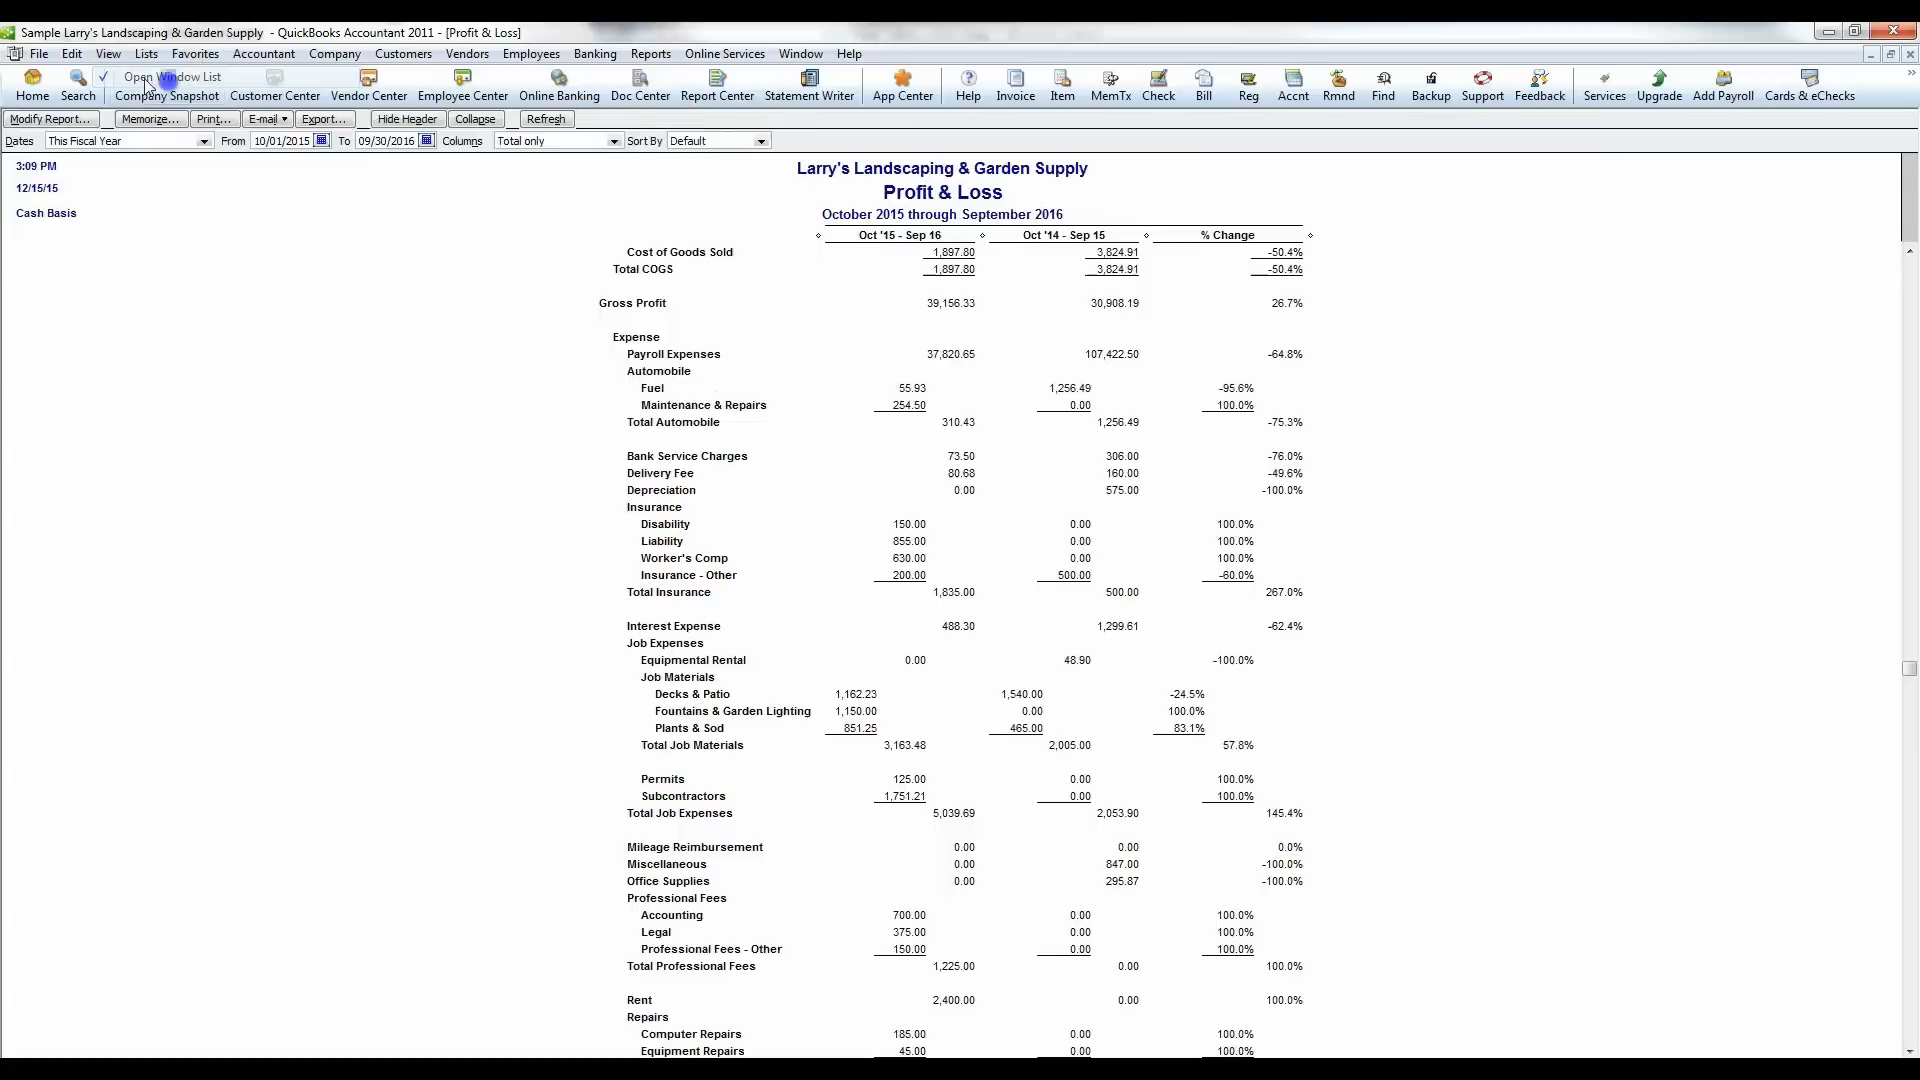 Sample Larry's Landscaping & Garden Supply - QuickBooks Accountant 2011 - [Profit & Loss]
File Edit View Lists Favorites Accountant Company Customers Vendors Employees Banking Reports Online Services Window Help
Open Window List
Home Search Company Snapshot Customer Center Vendor Center Employee Center Online Banking Doc Center Report Center Statement Writer App Center Help Invoice Item MemTx Check Bill Reg Accnt Rmnd Find Backup Support Feedback Services Upgrade Add Payroll Cards & eChecks
Modify Report... Memorize... Print... E-mail Export... Hide Header Collapse Refresh
Dates This Fiscal Year From 10/01/2015 To 09/30/2016 Columns Total only Sort By Default
3:09 PM
12/15/15
Cash Basis
Larry's Landscaping & Garden Supply
Profit & Loss
October 2015 through September 2016
Oct '15 - Sep 16 Oct '14 - Sep 15 % Change
Cost of Goods Sold 1,897.80 3,824.91 -50.4%
Total COGS 1,897.80 3,824.91 -50.4%
Gross Profit 39,156.33 30,908.19 26.7%
Expense
Payroll Expenses 37,820.65 107,422.50 -64.8%
Automobile
Fuel 55.93 1,256.49 -95.6%
Maintenance & Repairs 254.50 0.00 100.0%
Total Automobile 310.43 1,256.49 -75.3%
Bank Service Charges 73.50 306.00 -76.0%
Delivery Fee 80.68 160.00 -49.6%
Depreciation 0.00 575.00 -100.0%
Insurance
Disability 150.00 0.00 100.0%
Liability 855.00 0.00 100.0%
Worker's Comp 630.00 0.00 100.0%
Insurance - Other 200.00 500.00 -60.0%
Total Insurance 1,835.00 500.00 267.0%
Interest Expense 488.30 1,299.61 -62.4%
Job Expenses
Equipmental Rental 0.00 48.90 -100.0%
Job Materials
Decks & Patio 1,162.23 1,540.00 -24.5%
Fountains & Garden Lighting 1,150.00 0.00 100.0%
Plants & Sod 851.25 465.00 83.1%
Total Job Materials 3,163.48 2,005.00 57.8%
Permits 125.00 0.00 100.0%
Subcontractors 1,751.21 0.00 100.0%
Total Job Expenses 5,039.69 2,053.90 145.4%
Mileage Reimbursement 0.00 0.00 0.0%
Miscellaneous 0.00 847.00 -100.0%
Office Supplies 0.00 295.87 -100.0%
Professional Fees
Accounting 700.00 0.00 100.0%
Legal 375.00 0.00 100.0%
Professional Fees - Other 150.00 0.00 100.0%
Total Professional Fees 1,225.00 0.00 100.0%
Rent 2,400.00 0.00 100.0%
Repairs
Computer Repairs 185.00 0.00 100.0%
Equipment Repairs 45.00 0.00 100.0%